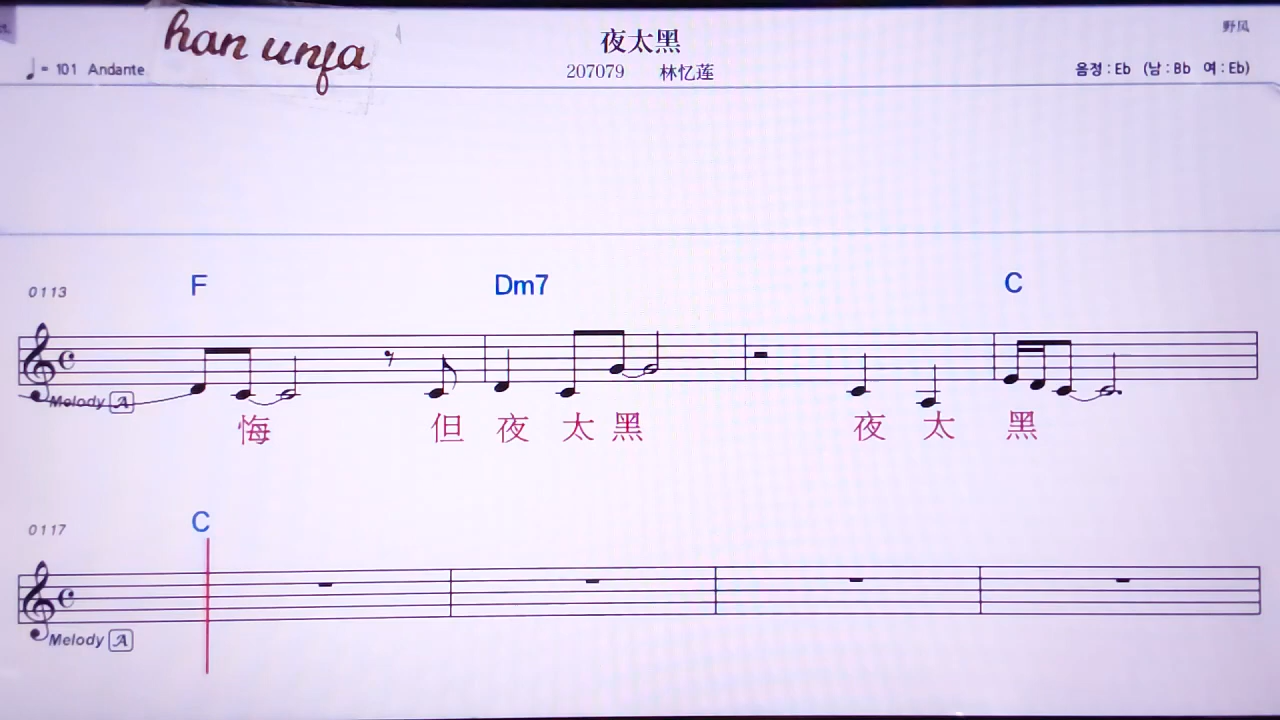 han unfa
夜太黑
野风
♩= 101 Andante
207079 林忆莲
음정 : Eb (남 : Bb 여 : Eb)
0113
F Dm7 C
Melody A
悔 但 夜 太 黑 夜 太 黑
0117
C
Melody A